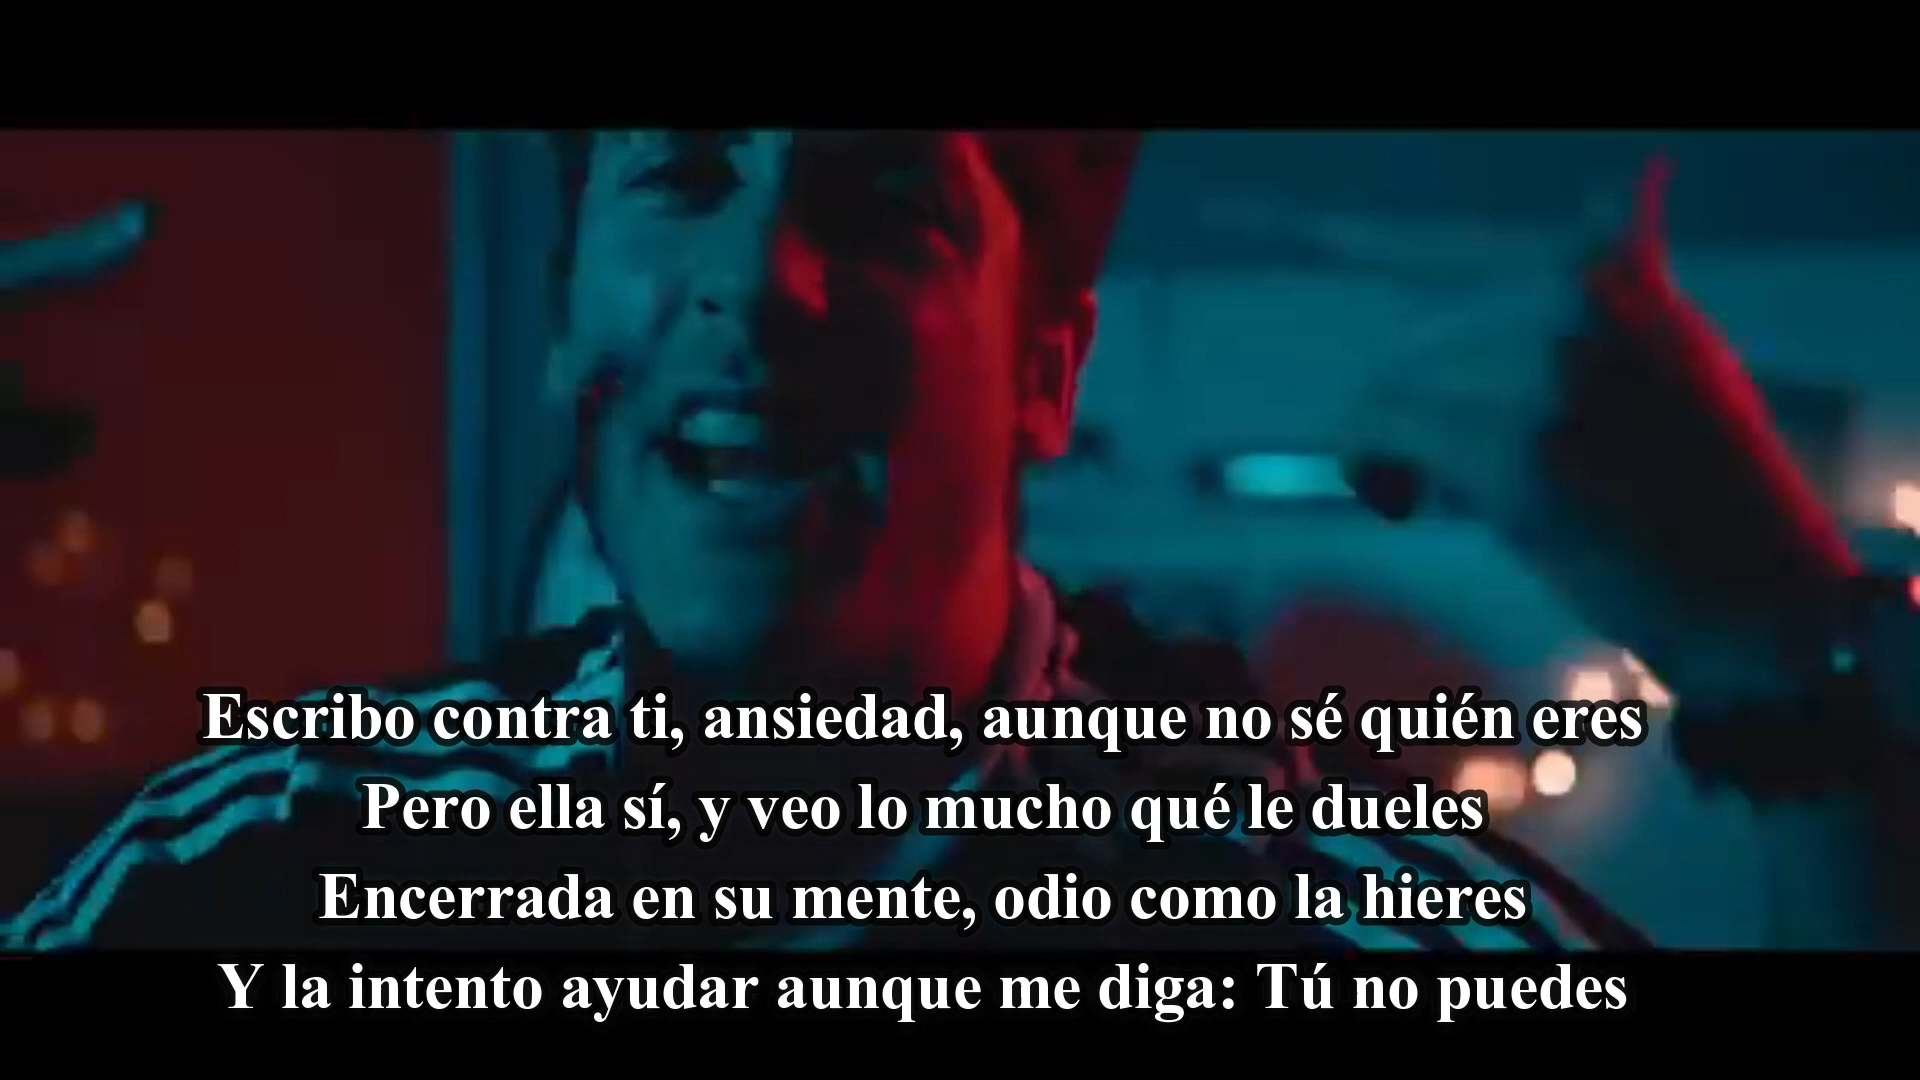 Escribo contra ti, ansiedad, aunque no sé quién eres
Pero ella sí, y veo lo mucho qué le dueles
Encerrada en su mente, odio como la hieres
Y la intento ayudar aunque me diga: Tú no puedes